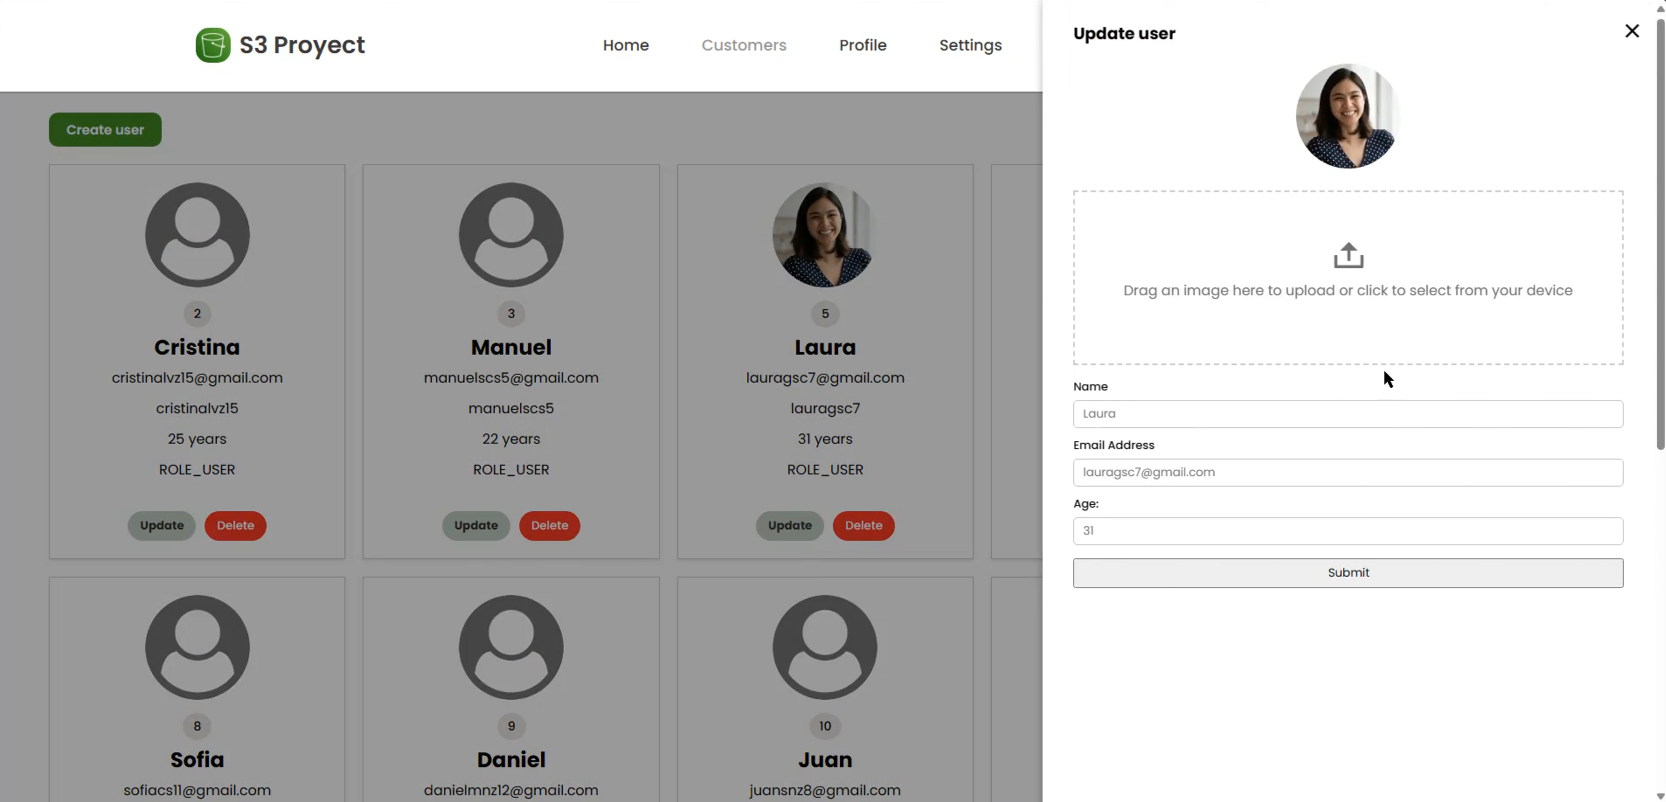 S3 Proyect
Home
Customers
Profile
Settings
Create user
2
Cristina
cristinalvz15@gmail.com
cristinalvz15
25 years
ROLE_USER
Update
Delete
3
Manuel
manuelscs5@gmail.com
manuelscs5
22 years
ROLE_USER
Update
Delete
5
Laura
lauragsc7@gmail.com
lauragsc7
31 years
ROLE_USER
Update
Delete
8
Sofia
sofiacs11@gmail.com
9
Daniel
danielmnz12@gmail.com
10
Juan
juansnz8@gmail.com
Update user
Drag an image here to upload or click to select from your device
Name
Laura
Email Address
lauragsc7@gmail.com
Age:
31
Submit